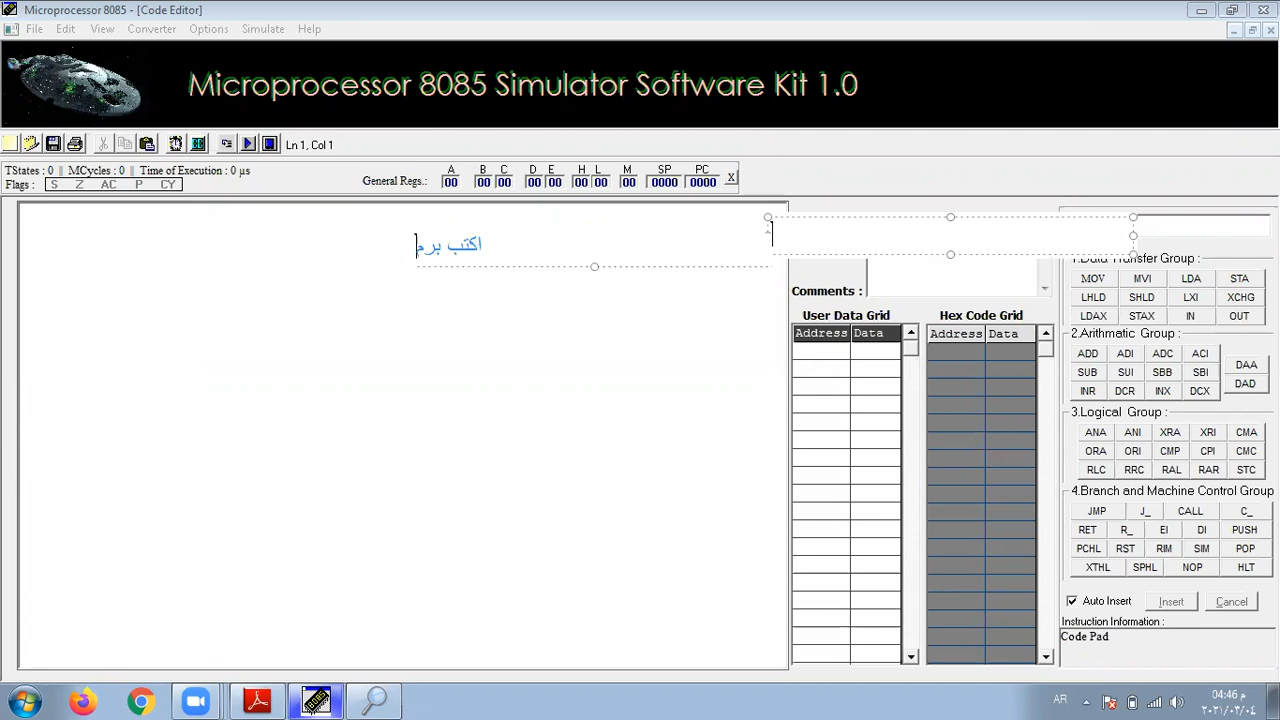 Microprocessor 8085 - [Code Editor]
File Edit View Converter Options Simulate Help
Microprocessor 8085 Simulator Software Kit 1.0
Ln 1, Col 1
TStates : 0 || MCycles : 0 || Time of Execution : 0 µs
Flags : S Z AC P CY
General Regs.: A B C D E H L M SP PC X
00 00 00 00 00 00 00 00 0000 0000
اكتب برم
Comments :
User Data Grid
Address Data
Hex Code Grid
Address Data
1.Data Transfer Group :
MOV MVI LDA STA
LHLD SHLD LXI XCHG
LDAX STAX IN OUT
2.Arithmatic Group :
ADD ADI ADC ACI DAA
SUB SUI SBB SBI DAD
INR DCR INX DCX
3.Logical Group :
ANA ANI XRA XRI CMA
ORA ORI CMP CPI CMC
RLC RRC RAL RAR STC
4.Branch and Machine Control Group
JMP J_ CALL C_
RET R_ EI DI PUSH
PCHL RST RIM SIM POP
XTHL SPHL NOP HLT
Auto Insert Insert Cancel
Instruction Information :
Code Pad
8085
AR
04:46 م
٢٠٢١/٠٣/٠٤